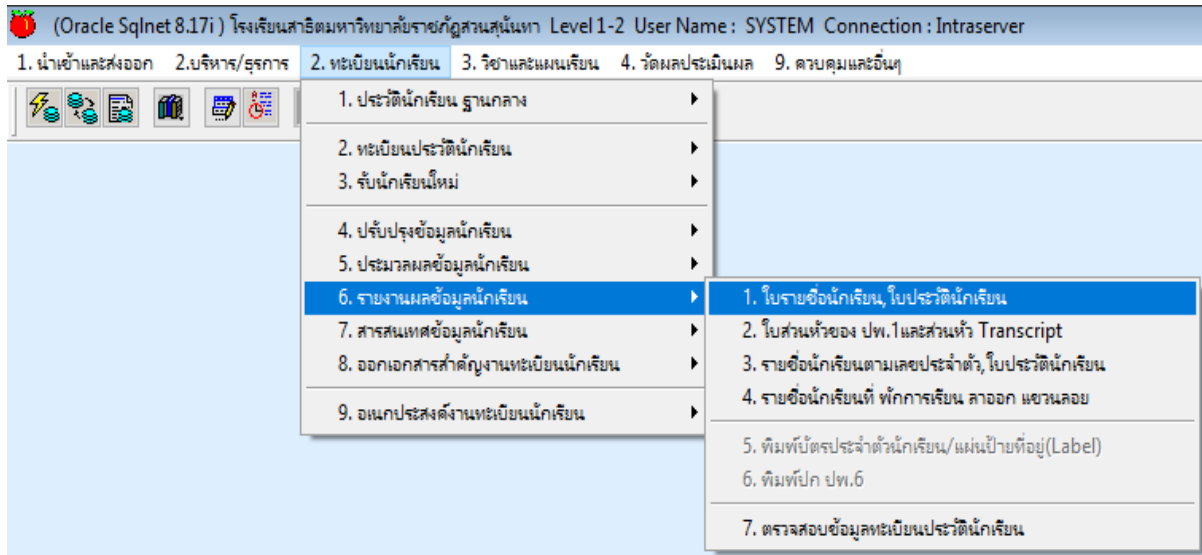 (Oracle Sqlnet 8.17i ) โรงเรียนสาธิตมหาวิทยาลัยราชภัฏสวนสุนันทา Level 1-2 User Name : SYSTEM Connection : Intraserver
1. นำเข้าและส่งออก 2.บริหาร/ธุรการ 2. ทะเบียนนักเรียน 3. วิชาและแผนเรียน 4. วัดผลประเมินผล 9. ควบคุมและอื่นๆ
1. ประวัตินักเรียน ฐานกลาง
2. ทะเบียนประวัตินักเรียน
3. รับนักเรียนใหม่
4. ปรับปรุงข้อมูลนักเรียน
5. ประมวลผลข้อมูลนักเรียน
6. รายงานผลข้อมูลนักเรียน
7. สารสนเทศข้อมูลนักเรียน
8. ออกเอกสารสำคัญงานทะเบียนนักเรียน
9. อเนกประสงค์งานทะเบียนนักเรียน
1. ใบรายชื่อนักเรียน,ใบประวัตินักเรียน
2. ใบส่วนหัวของ ปพ.1และส่วนหัว Transcript
3. รายชื่อนักเรียนตามเลขประจำตัว,ใบประวัตินักเรียน
4. รายชื่อนักเรียนที่ พักการเรียน ลาออก แขวนลอย
5. พิมพ์บัตรประจำตัวนักเรียน/แผ่นป้ายที่อยู่(Label)
6. พิมพ์ปก ปพ.6
7. ตรวจสอบข้อมูลทะเบียนประวัตินักเรียน